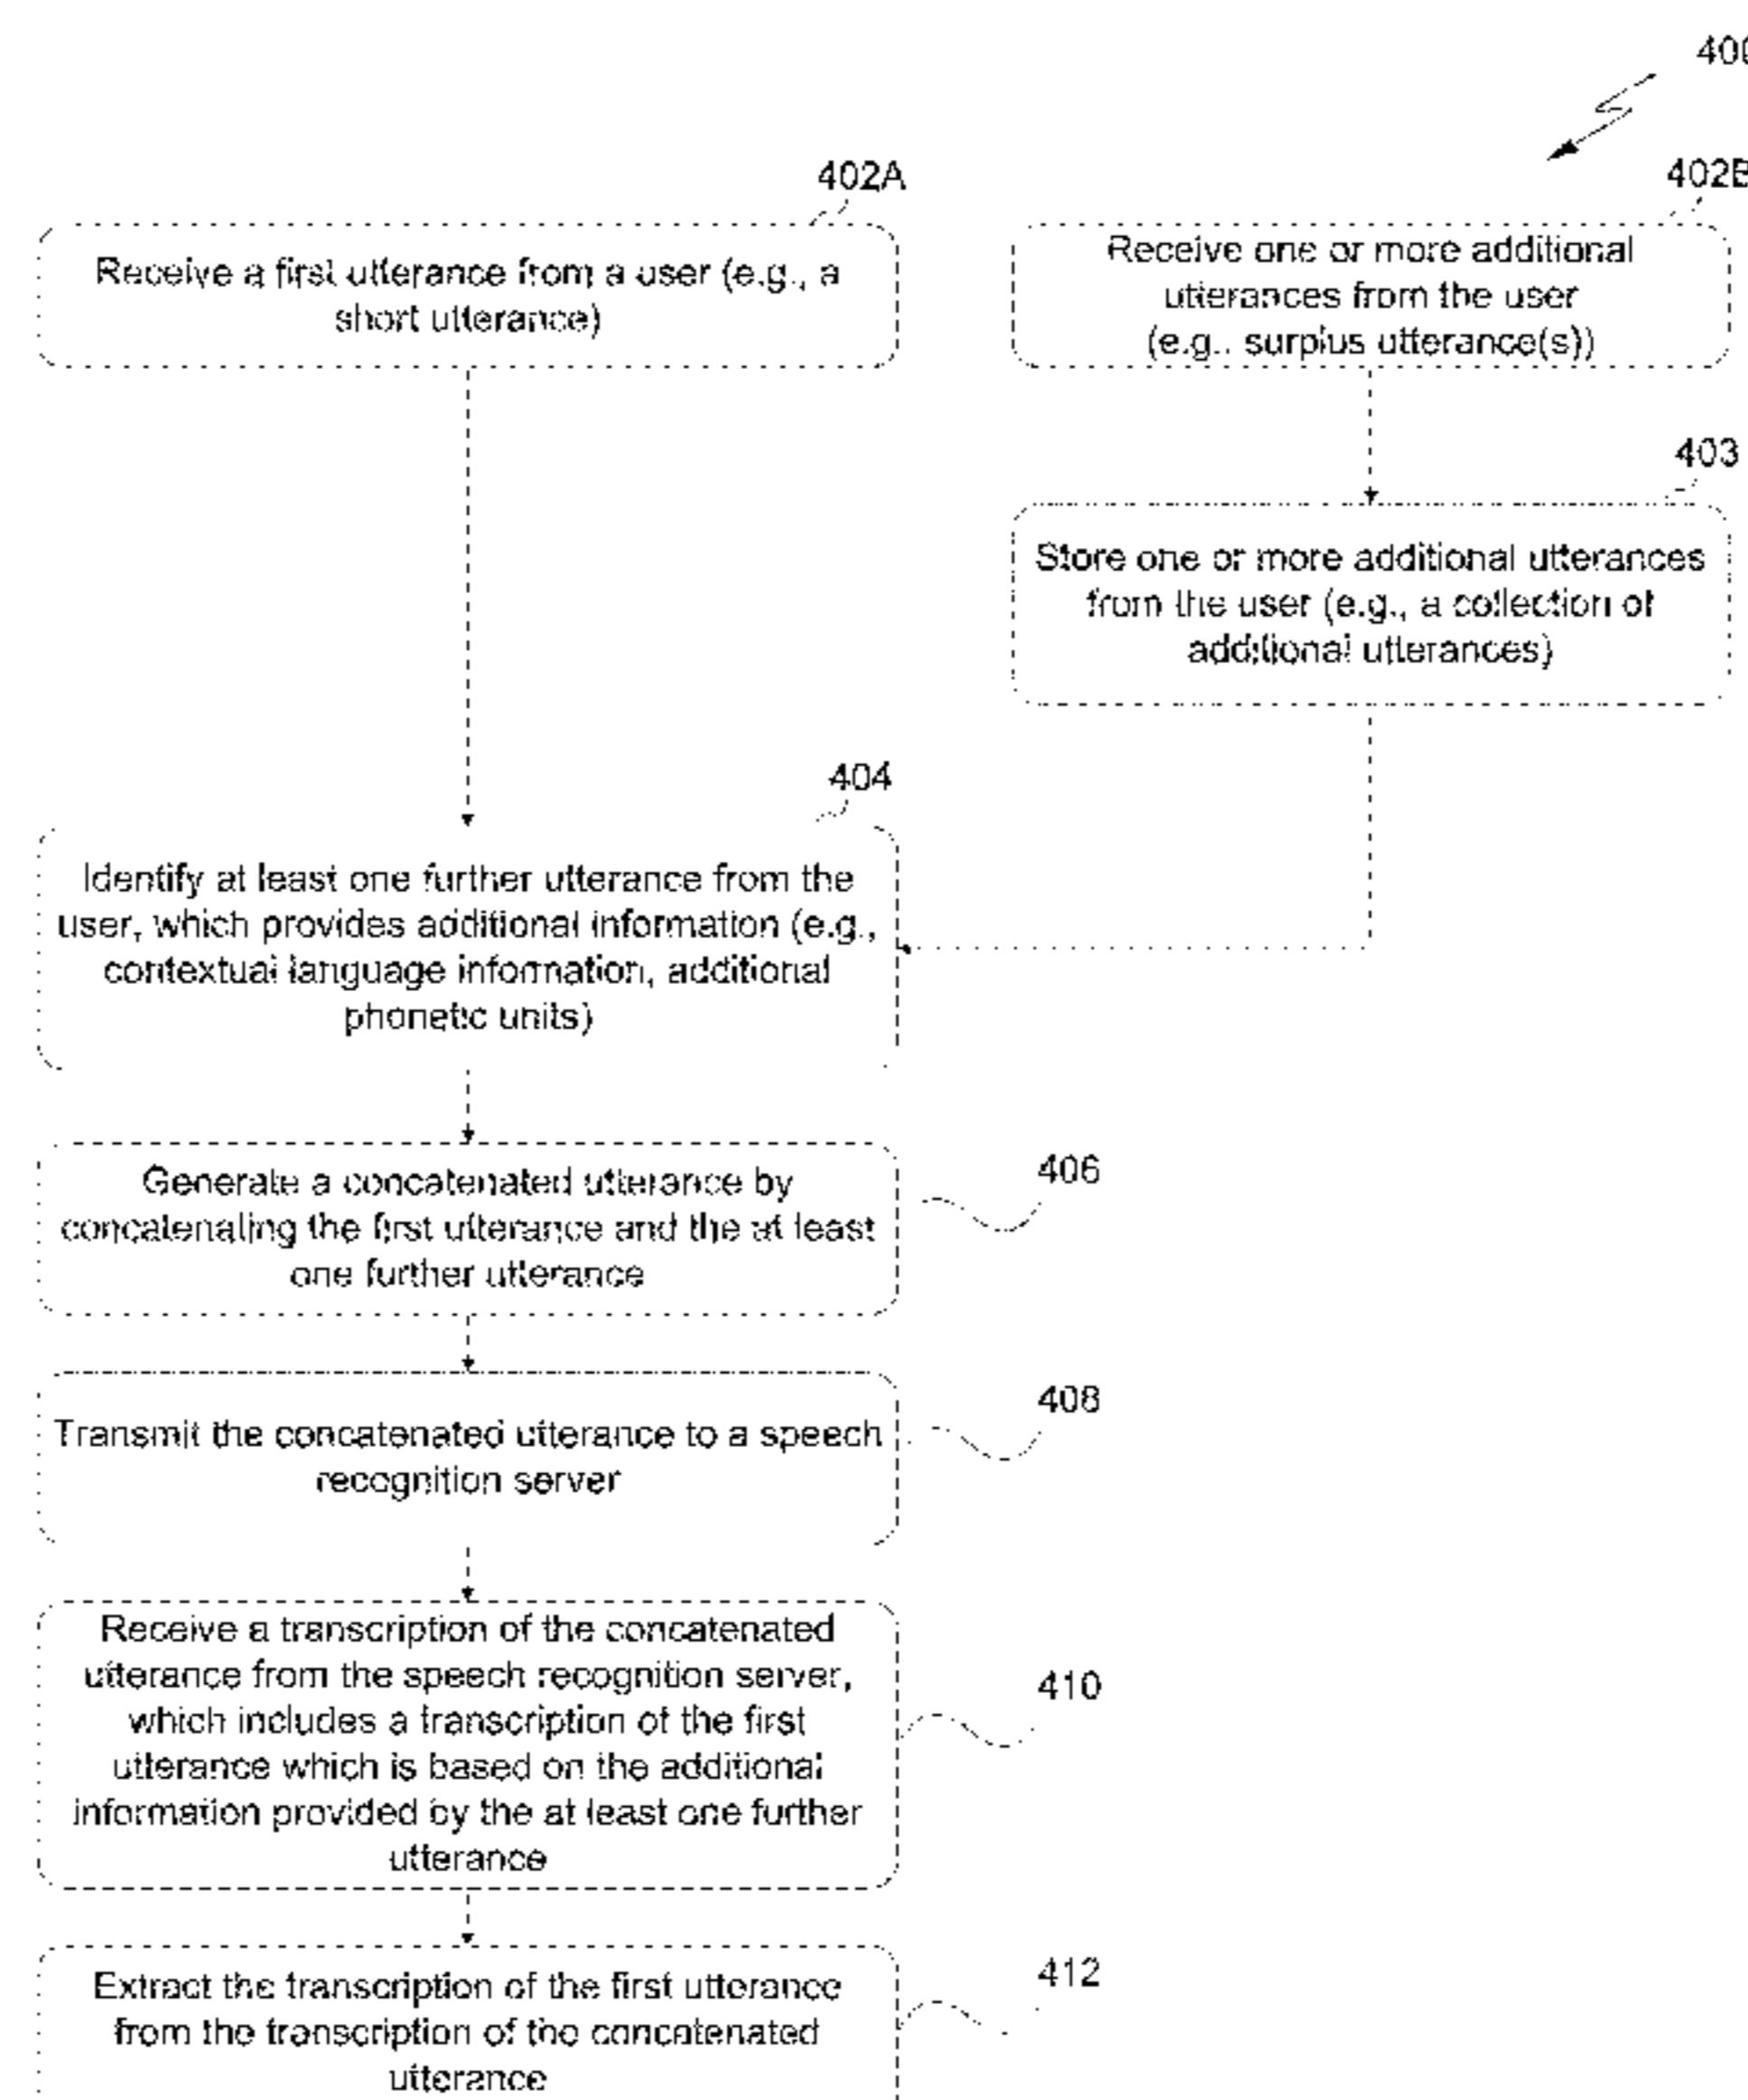 400
402A
402B
Receive a first utterance from a user (e.g., a
short utterance)
Receive one or more additional
utterances from the user
(e.g., surplus utterance(s))
403
Store one or more additional utterances
from the user (e.g., a collection of
additional utterances)
404
Identify at least one further utterance from the
user, which provides additional information (e.g.,
contextual language information, additional
phonetic units)
406
Generate a concatenated utterance by
concatenating the first utterance and the at least
one further utterance
408
Transmit the concatenated utterance to a speech
recognition server
410
Receive a transcription of the concatenated
utterance from the speech recognition server,
which includes a transcription of the first
utterance which is based on the additional
information provided by the at least one further
utterance
412
Extract the transcription of the first utterance
from the transcription of the concatenated
utterance